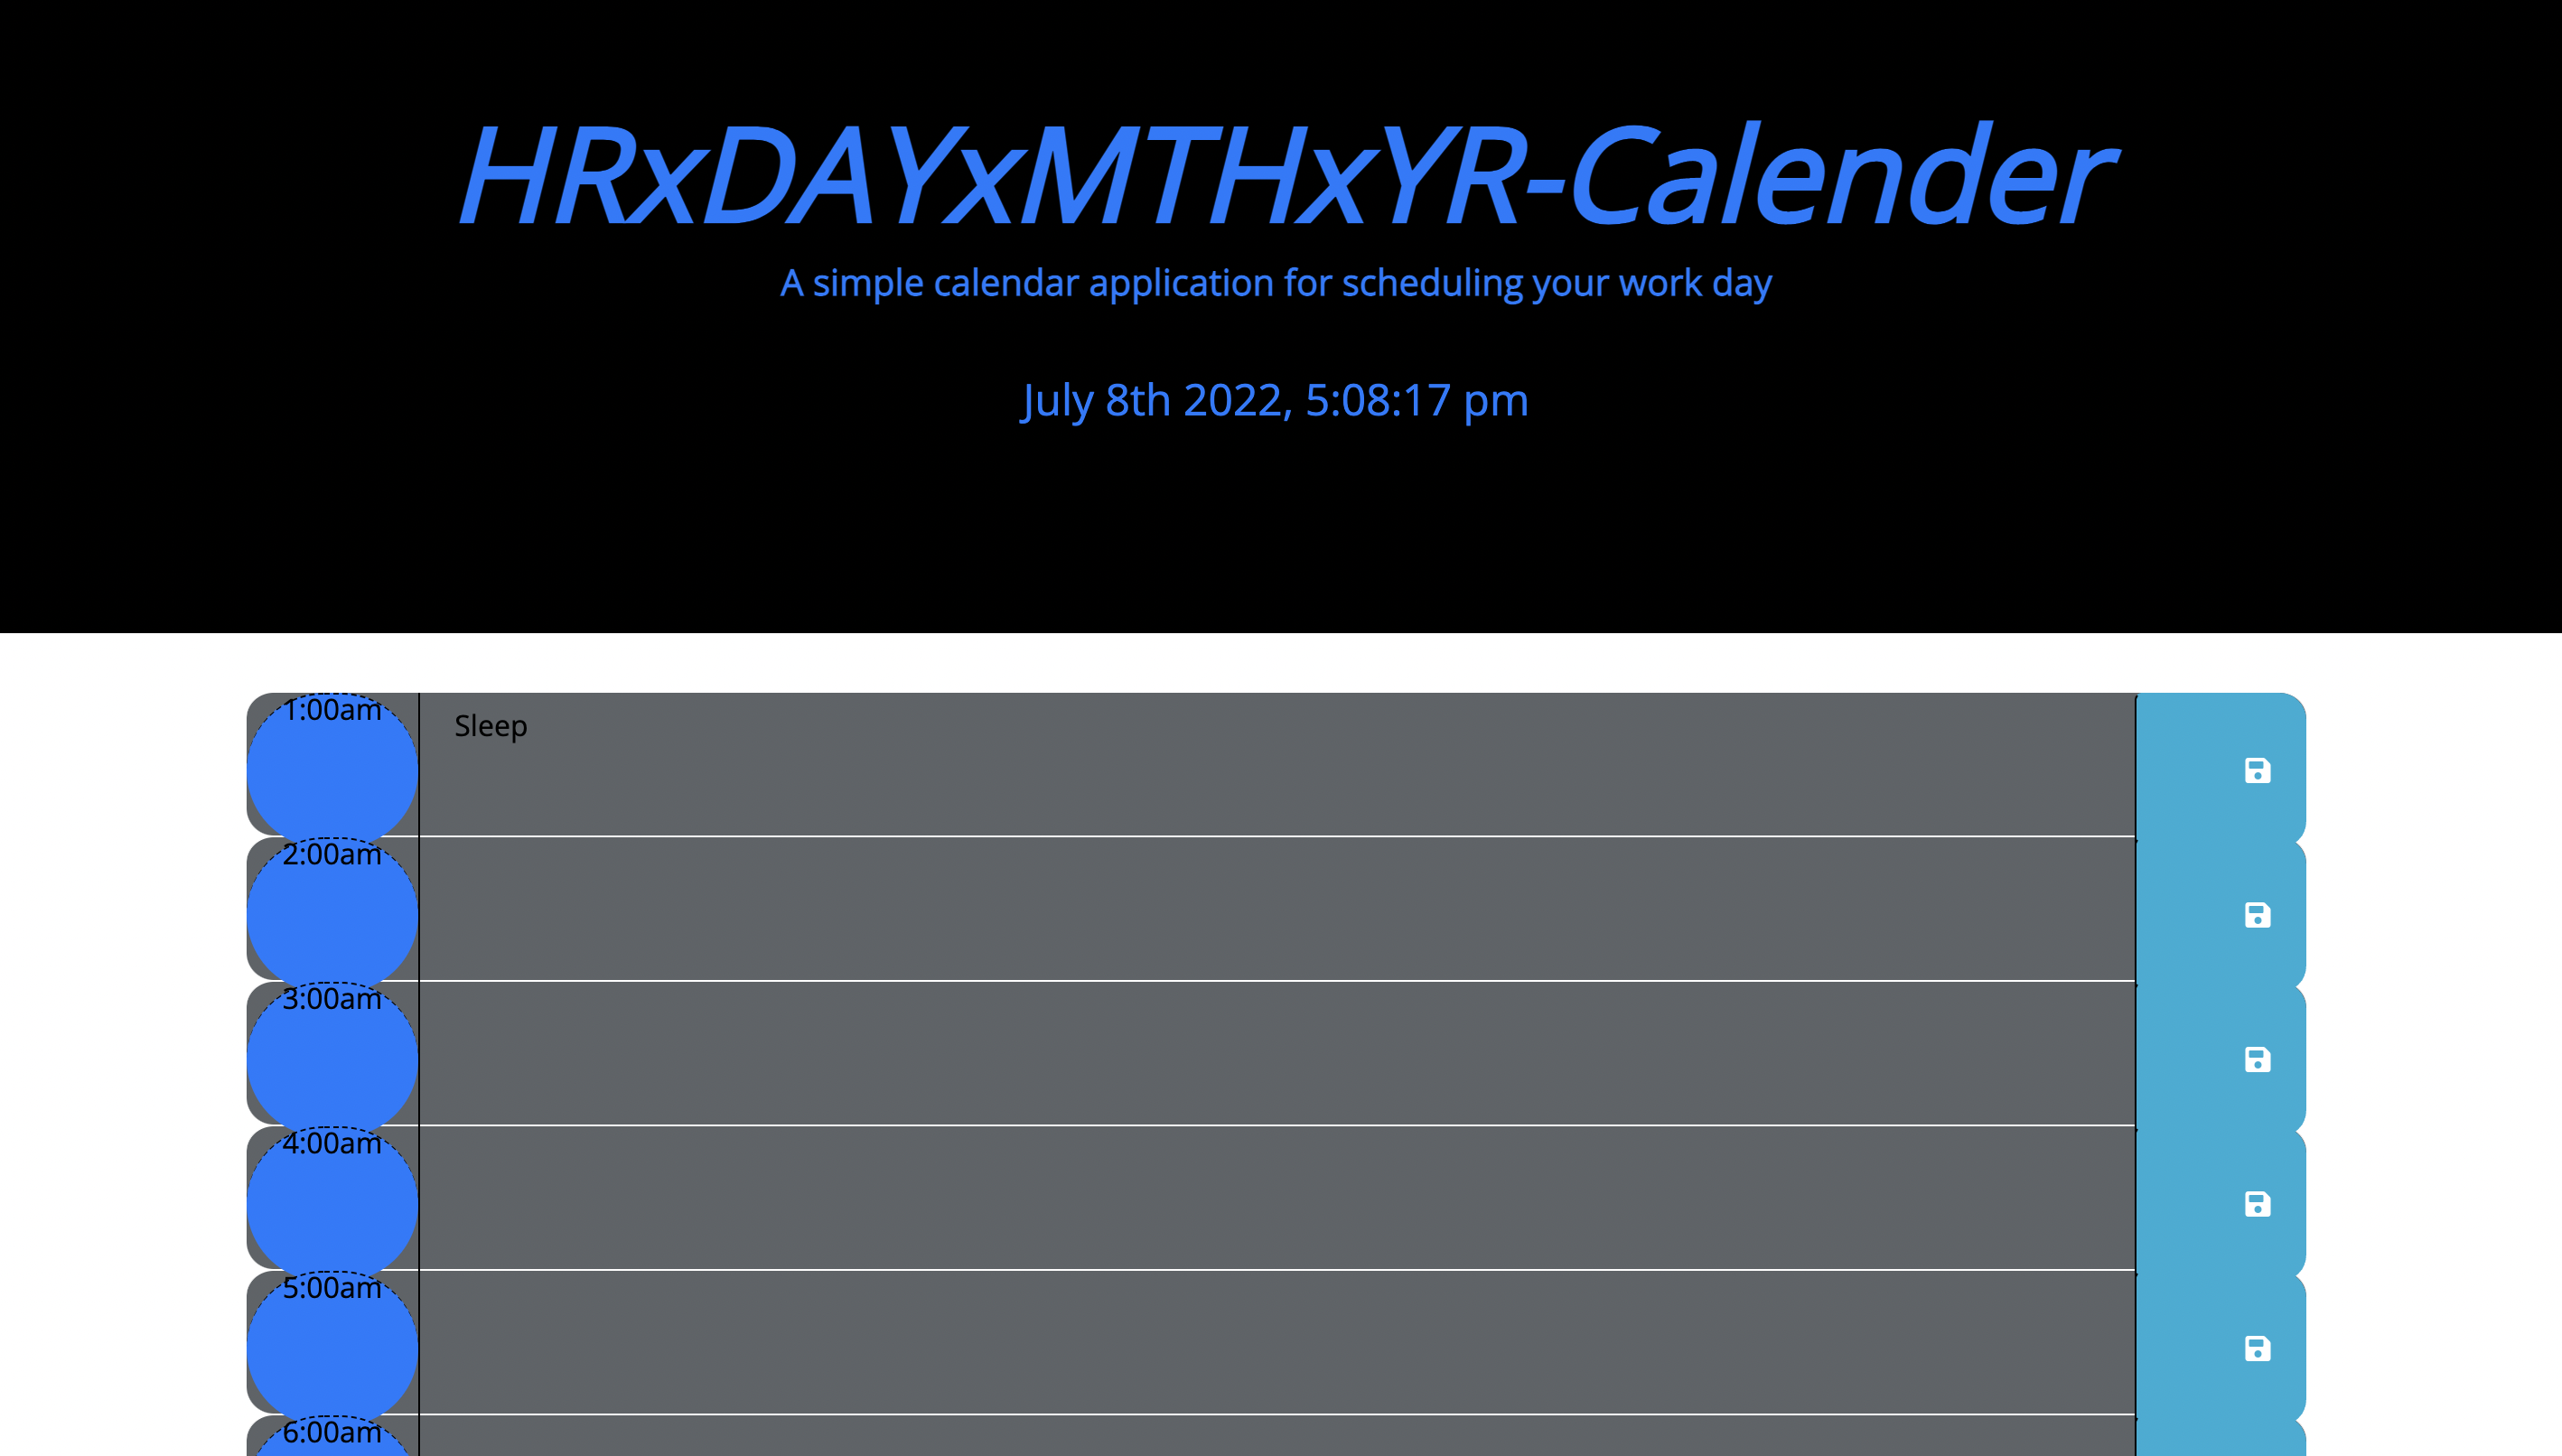 HRxDAYxMTHxYR-Calender
A simple calendar application for scheduling your work day
July 8th 2022, 5:08:17 pm
1:00am
Sleep
2:00am
3:00am
4:00am
5:00am
6:00am